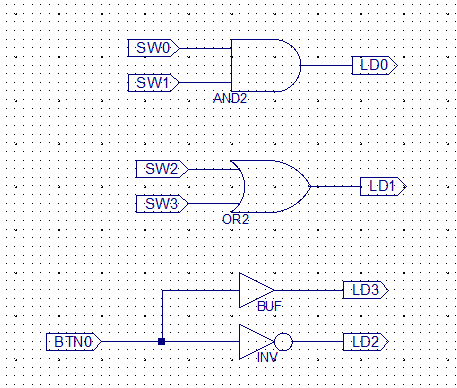 SW0
LD0
SW1
AND2
SW2
LD1
SW3
OR2
LD3
BUF
BTN0
LD2
INV